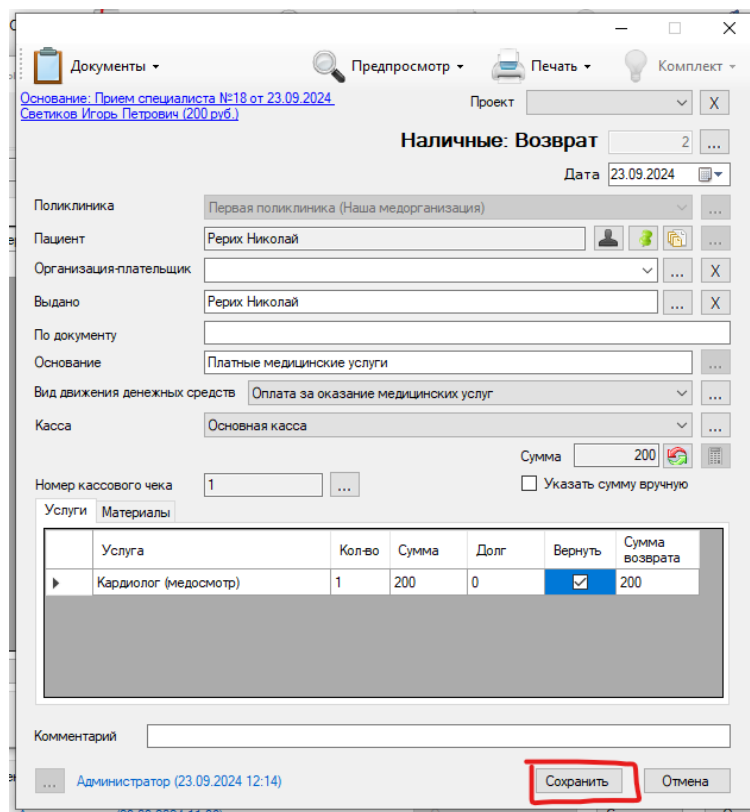 Документы
Предпросмотр
Печать
Комплект
Основание: Прием специалиста №18 от 23.09.2024
Светиков Игорь Петрович (200 руб.)
Проект
X
Наличные: Возврат 2 ...
Дата 23.09.2024
Поликлиника Первая поликлиника (Наша медорганизация) ...
Пациент Рерих Николай ...
Организация-плательщик ... X
Выдано Рерих Николай ... X
По документу
Основание Платные медицинские услуги ...
Вид движения денежных средств Оплата за оказание медицинских услуг ...
Касса Основная касса ...
Сумма 200
Номер кассового чека 1 ... Указать сумму вручную
Услуги Материалы
Услуга Кол-во Сумма Долг Вернуть Сумма возврата
Кардиолог (медосмотр) 1 200 0 200
Комментарий
... Администратор (23.09.2024 12:14) Сохранить Отмена